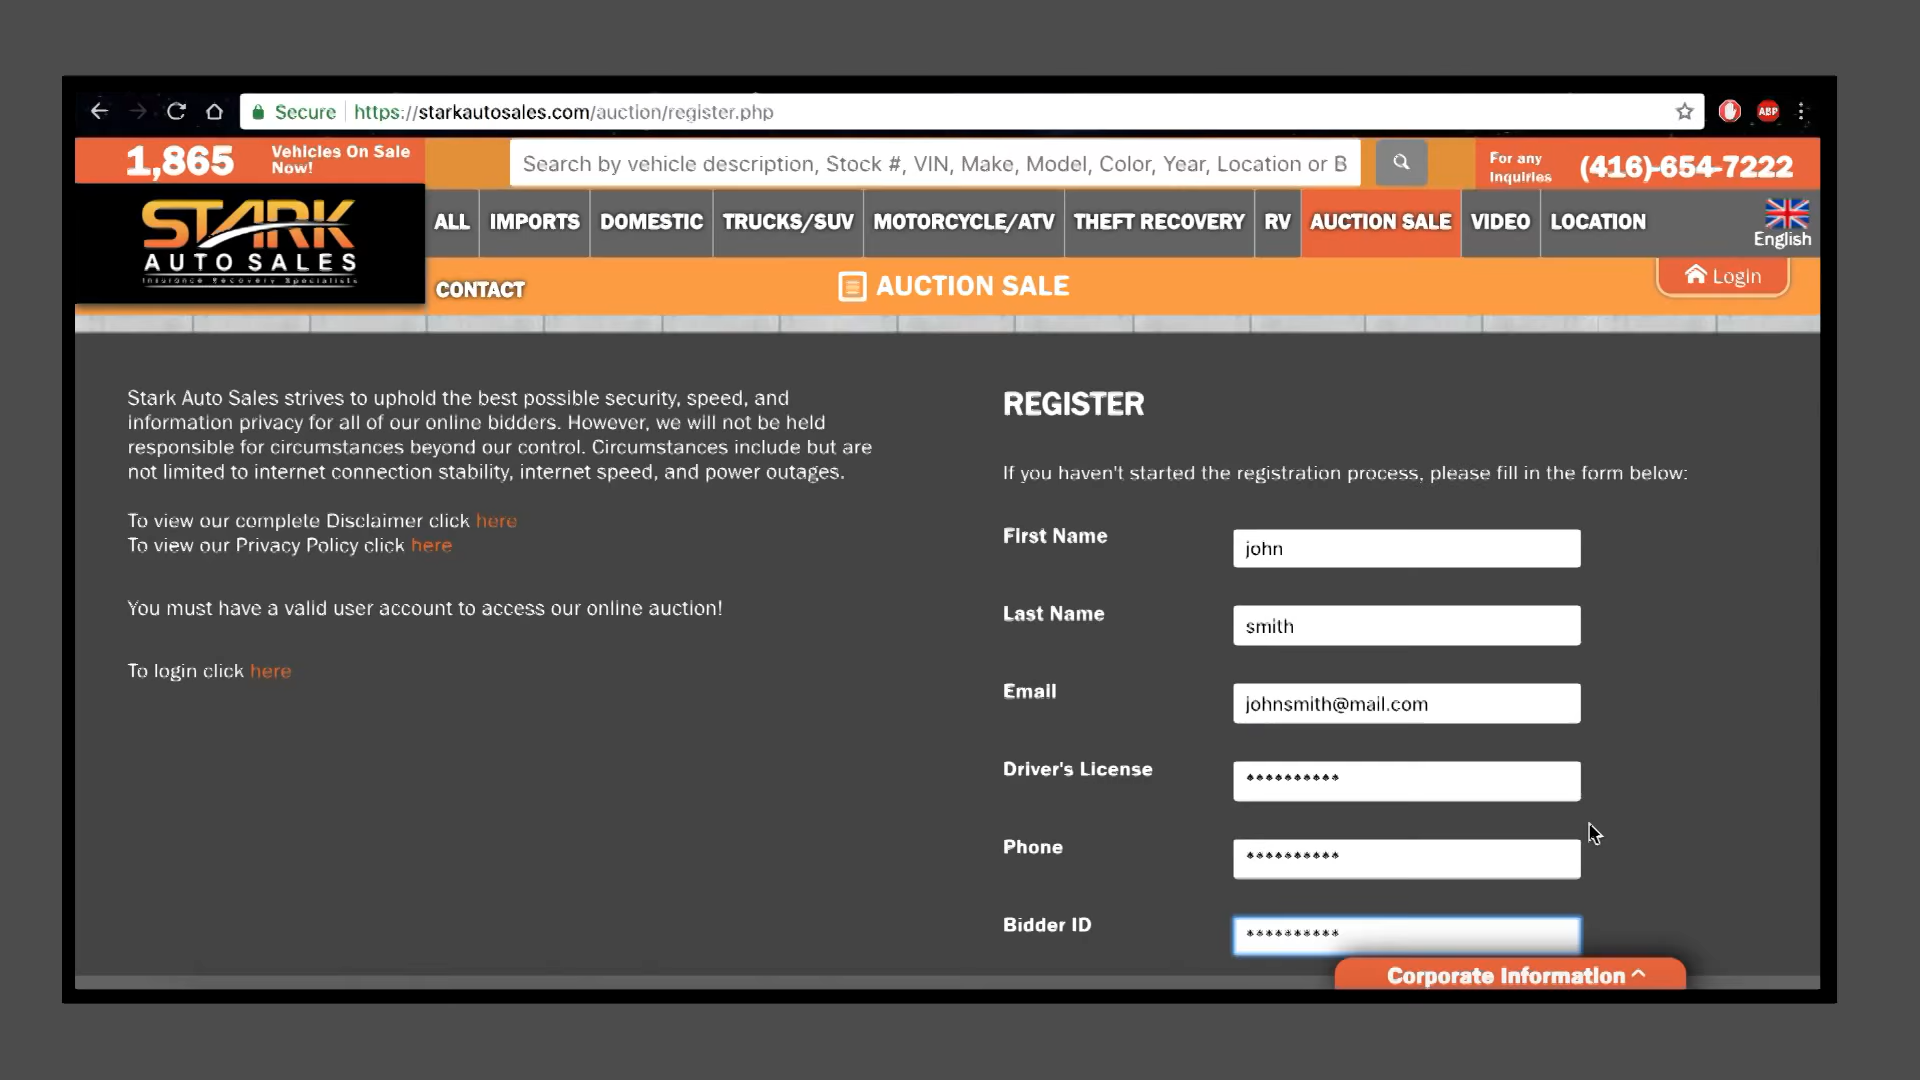 Secure https://starkautosales.com/auction/register.php
ABP
1,865 Vehicles On Sale Now!
Search by vehicle description, Stock #, VIN, Make, Model, Color, Year, Location or B
For any Inquiries (416)-654-7222
STARK
AUTO SALES
Insurance Recovery Specialists
ALL IMPORTS DOMESTIC TRUCKS/SUV MOTORCYCLE/ATV THEFT RECOVERY RV AUCTION SALE VIDEO LOCATION
English
CONTACT
AUCTION SALE
Login
Stark Auto Sales strives to uphold the best possible security, speed, and
information privacy for all of our online bidders. However, we will not be held
responsible for circumstances beyond our control. Circumstances include but are
not limited to internet connection stability, internet speed, and power outages.
To view our complete Disclaimer click here
To view our Privacy Policy click here
You must have a valid user account to access our online auction!
To login click here
REGISTER
If you haven't started the registration process, please fill in the form below:
First Name john
Last Name smith
Email johnsmith@mail.com
Driver's License **********
Phone **********
Bidder ID **********
Corporate Information ^